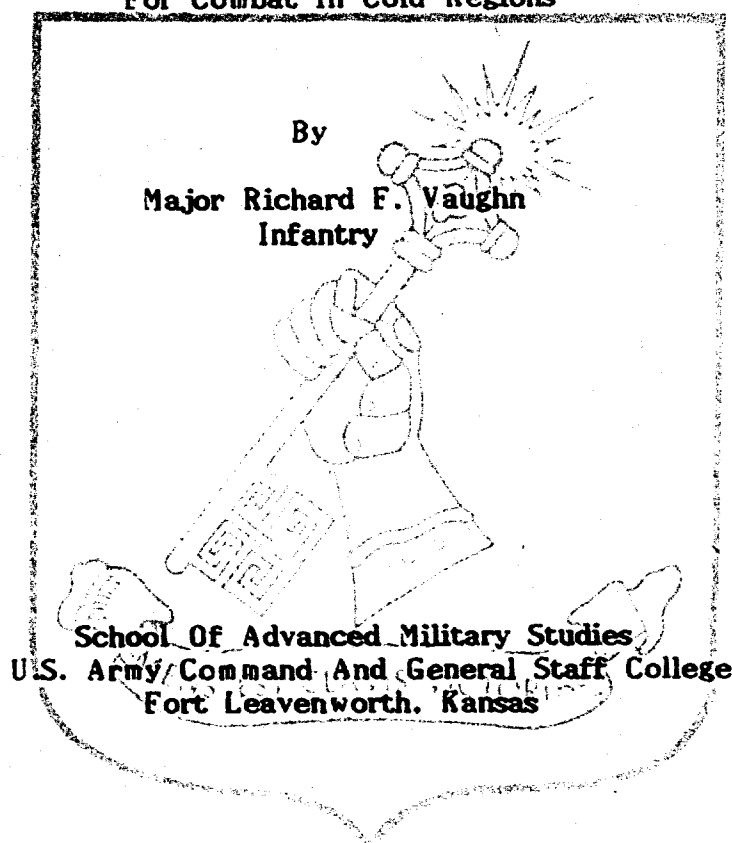 For Combat In Cold Regions
By
Major Richard F. Vaughn
Infantry
School Of Advanced Military Studies
U.S. Army Command And General Staff College
Fort Leavenworth. Kansas